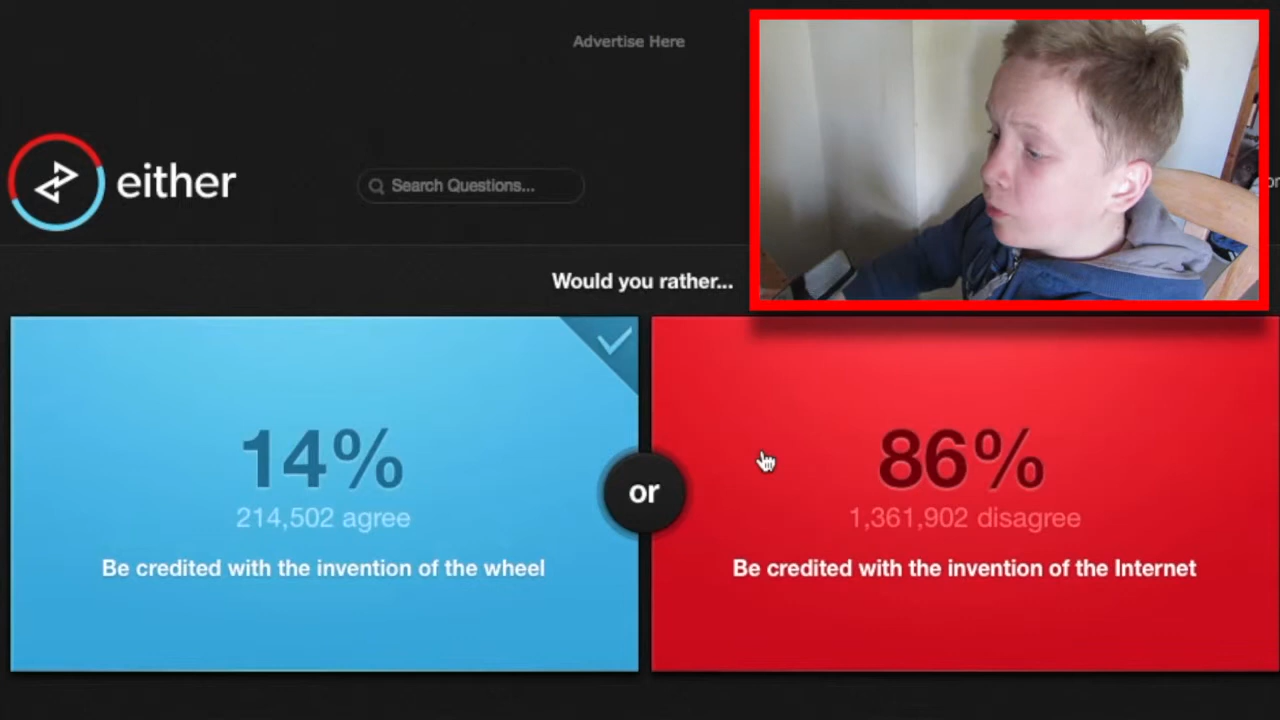 Advertise Here
either
Search Questions...
Would you rather...
14%
214,502 agree
Be credited with the invention of the wheel
or
86%
1,361,902 disagree
Be credited with the invention of the Internet